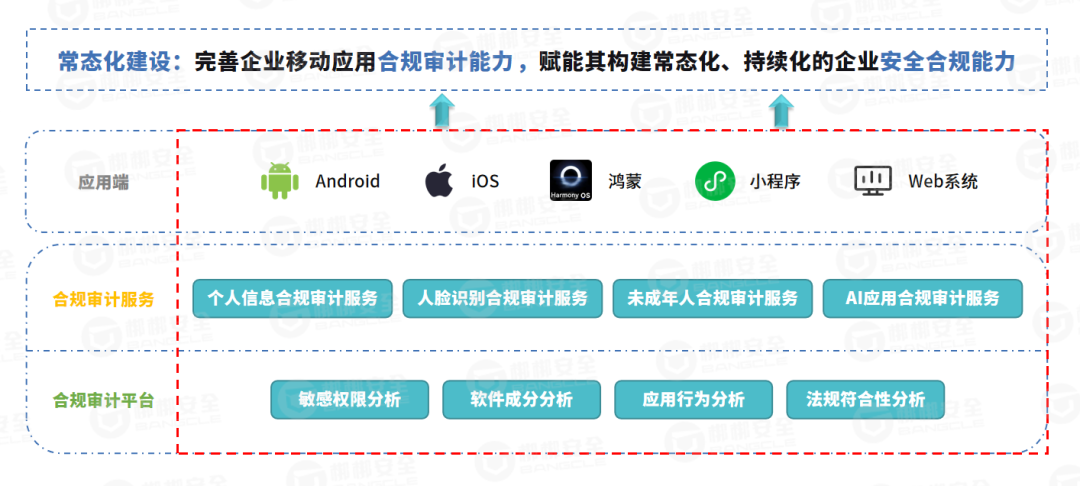 常态化建设：完善企业移动应用合规审计能力，赋能其构建常态化、持续化的企业安全合规能力
应用端
Android
iOS
Harmony OS
鸿蒙
小程序
Web系统
合规审计服务
个人信息合规审计服务
人脸识别合规审计服务
未成年人合规审计服务
AI应用合规审计服务
合规审计平台
敏感权限分析
软件成分分析
应用行为分析
法规符合性分析
梆梆安全
BANGCLE